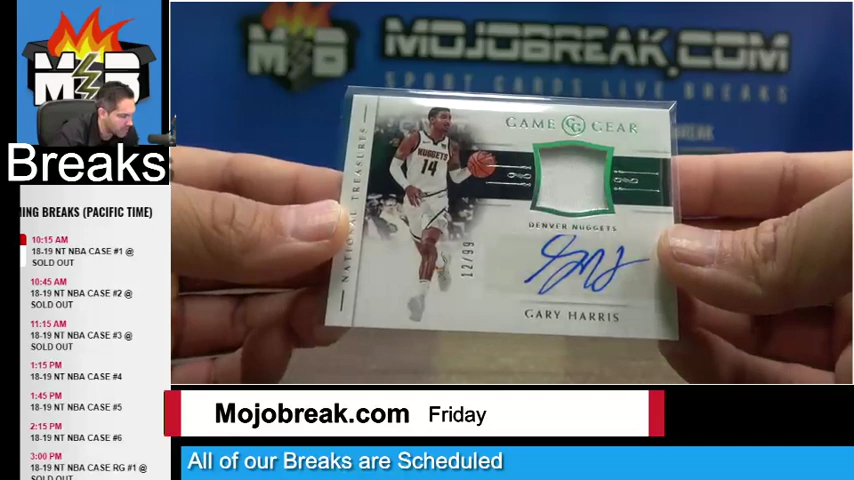 M B
Breaks
NING BREAKS (PACIFIC TIME)
10:15 AM
18-19 NT NBA CASE #1 @
SOLD OUT
10:45 AM
18-19 NT NBA CASE #2 @
SOLD OUT
11:15 AM
18-19 NT NBA CASE #3 @
SOLD OUT
1:15 PM
18-19 NT NBA CASE #4
1:45 PM
18-19 NT NBA CASE #5
2:15 PM
18-19 NT NBA CASE #6
3:00 PM
18-19 NT NBA CASE RG #1 @
SOLD OUT
M B
MOJOBREAK.COM
SPORT CARDS LIVE BREAKS
NATIONAL TREASURES
GAME GG GEAR
NUGGETS
14
DENVER NUGGETS
12/99
GARY HARRIS
Mojobreak.com Friday
All of our Breaks are Scheduled